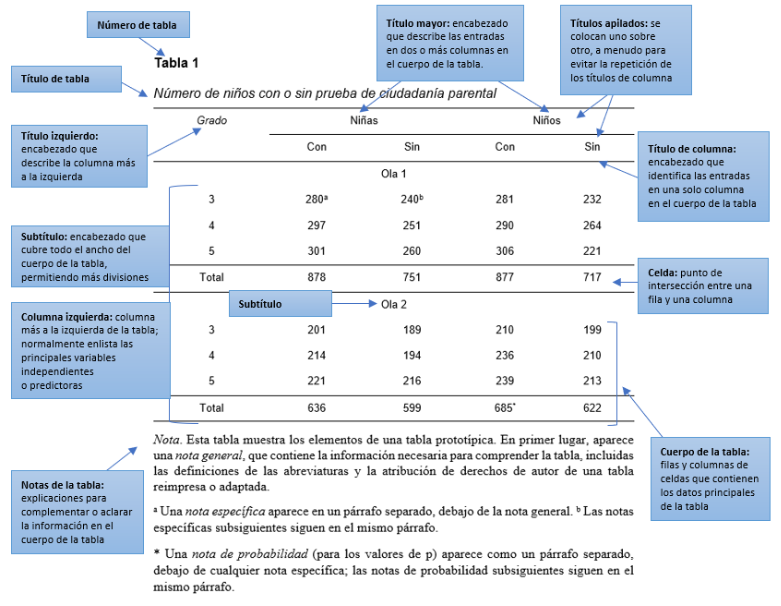 Número de tabla
Tabla 1
Título mayor: encabezado
que describe las entradas
en dos o más columnas en
el cuerpo de la tabla.
Títulos apilados: se
colocan uno sobre
otro, a menudo para
evitar la repetición de
los títulos de columna
Título de tabla
Número de niños con o sin prueba de ciudadanía parental
Título izquierdo:
encabezado que
describe la columna más
a la izquierda
Grado Niñas Niños
Con Sin Con Sin
Título de columna:
encabezado que
identifica las entradas
en una solo columna
en el cuerpo de la tabla
Ola 1
3 280ᵃ 240ᵇ 281 232
4 297 251 290 264
5 301 260 306 221
Total 878 751 877 717
Subtítulo: encabezado que
cubre todo el ancho del
cuerpo de la tabla,
permitiendo más divisiones
Celda: punto de
intersección entre una
fila y una columna
Subtítulo
Ola 2
Columna izquierda: columna
más a la izquierda de la tabla;
normalmente enlista las
principales variables
independientes
o predictoras
3 201 189 210 199
4 214 194 236 210
5 221 216 239 213
Total 636 599 685* 622
Nota. Esta tabla muestra los elementos de una tabla prototípica. En primer lugar, aparece
una nota general, que contiene la información necesaria para comprender la tabla, incluidas
las definiciones de las abreviaturas y la atribución de derechos de autor de una tabla
reimpresa o adaptada.
ᵃ Una nota específica aparece en un párrafo separado, debajo de la nota general. ᵇ Las notas
específicas subsiguientes siguen en el mismo párrafo.
* Una nota de probabilidad (para los valores de p) aparece como un párrafo separado,
debajo de cualquier nota específica; las notas de probabilidad subsiguientes siguen en el
mismo párrafo.
Notas de la tabla:
explicaciones para
complementar o aclarar
la información en el
cuerpo de la tabla
Cuerpo de la tabla:
filas y columnas de
celdas que contienen
los datos principales
de la tabla